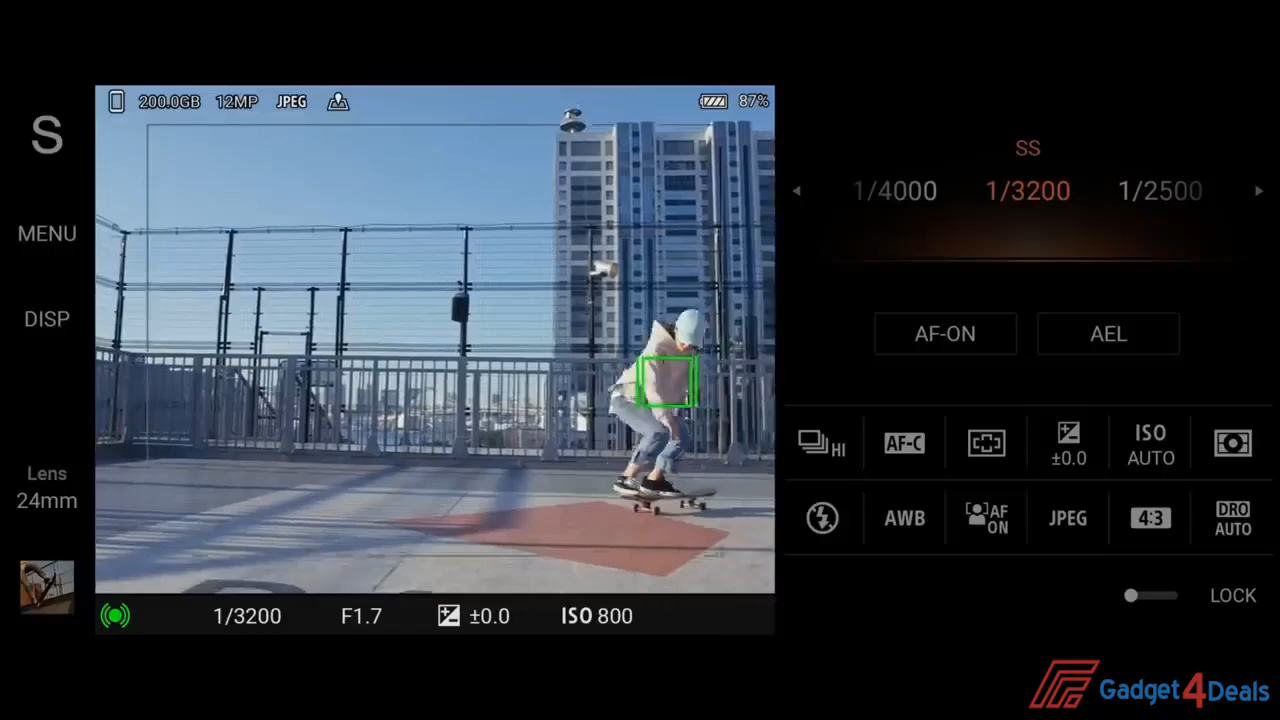 200.0GB 12MP JPEG 87%
S
MENU
DISP
Lens
24mm
SS
1/4000 1/3200 1/2500
AF-ON AEL
HI AF-C ±0.0 ISO AUTO
AWB AF ON JPEG 4:3 DRO AUTO
LOCK
1/3200 F1.7 ±0.0 ISO 800
Gadget4Deals